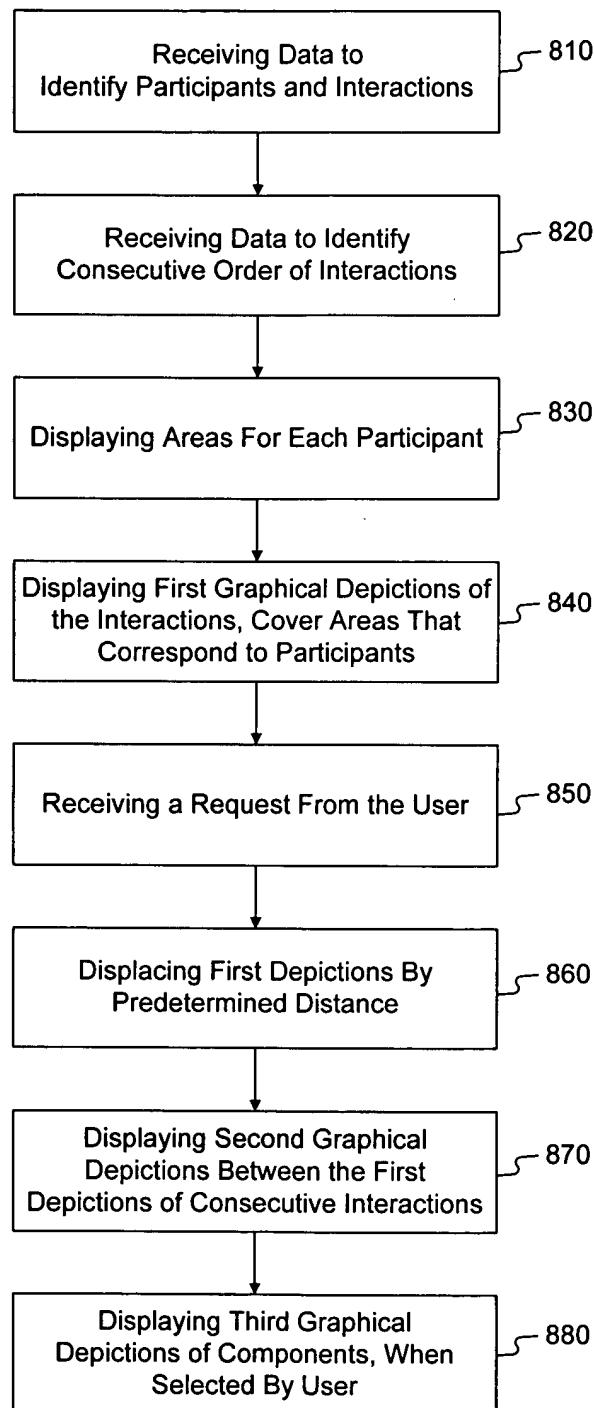 Receiving Data to
Identify Participants and Interactions
810
Receiving Data to Identify
Consecutive Order of Interactions
820
Displaying Areas For Each Participant
830
Displaying First Graphical Depictions of
the Interactions, Cover Areas That
Correspond to Participants
840
Receiving a Request From the User
850
Displacing First Depictions By
Predetermined Distance
860
Displaying Second Graphical
Depictions Between the First
Depictions of Consecutive Interactions
870
Displaying Third Graphical
Depictions of Components, When
Selected By User
880